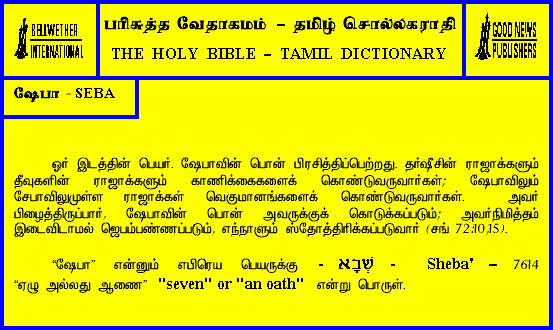 BELLWETHER
INTERNATIONAL
பரிசுத்த வேதாகமம் – தமிழ் சொல்லகராதி
THE HOLY BIBLE – TAMIL DICTIONARY
GOOD NEWS
PUBLISHERS
ஷேபா - SEBA
ஓர் இடத்தின் பெயர். ஷேபாவின் பொன் பிரசித்திப்பெற்றது. தர்ஷீசின் ராஜாக்களும்
தீவுகளின் ராஜாக்களும் காணிக்கைகளைக் கொண்டுவருவார்கள்; ஷேபாவிலும்
சேபாவிலுமுள்ள ராஜாக்கள் வெகுமானங்களைக் கொண்டுவருவார்கள். அவர்
பிழைத்திருப்பார், ஷேபாவின் பொன் அவருக்குக் கொடுக்கப்படும்; அவர்நிமித்தம்
இடைவிடாமல் ஜெபம்பண்ணப்படும், எந்நாளும் ஸ்தோத்திரிக்கப்படுவார் (சங் 72:10,15).
“ஷேபா” என்னும் எபிரெய பெயருக்கு - שְׁבָא - Sheba' – 7614
“ஏழு அல்லது ஆணை” "seven" or "an oath" என்று பொருள்.